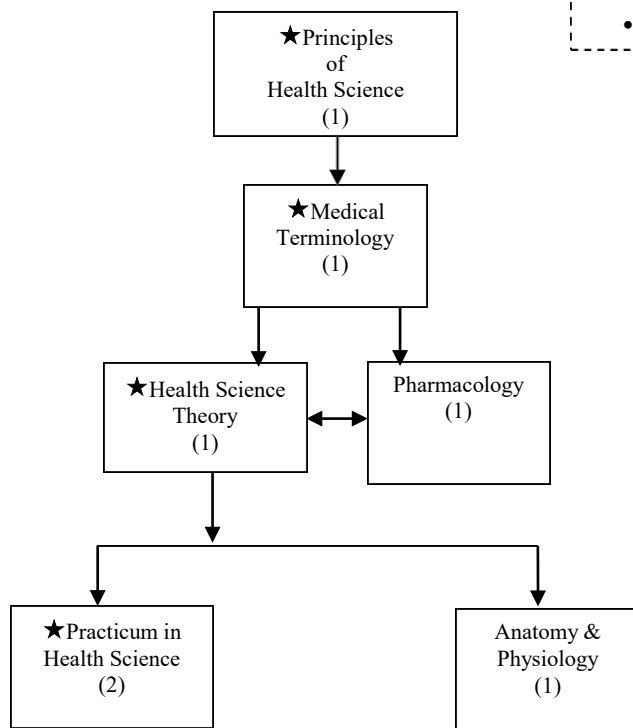 ★Principles
of
Health Science
(1)
★Medical
Terminology
(1)
★Health Science
Theory
(1)
Pharmacology
(1)
★Practicum in
Health Science
(2)
Anatomy &
Physiology
(1)